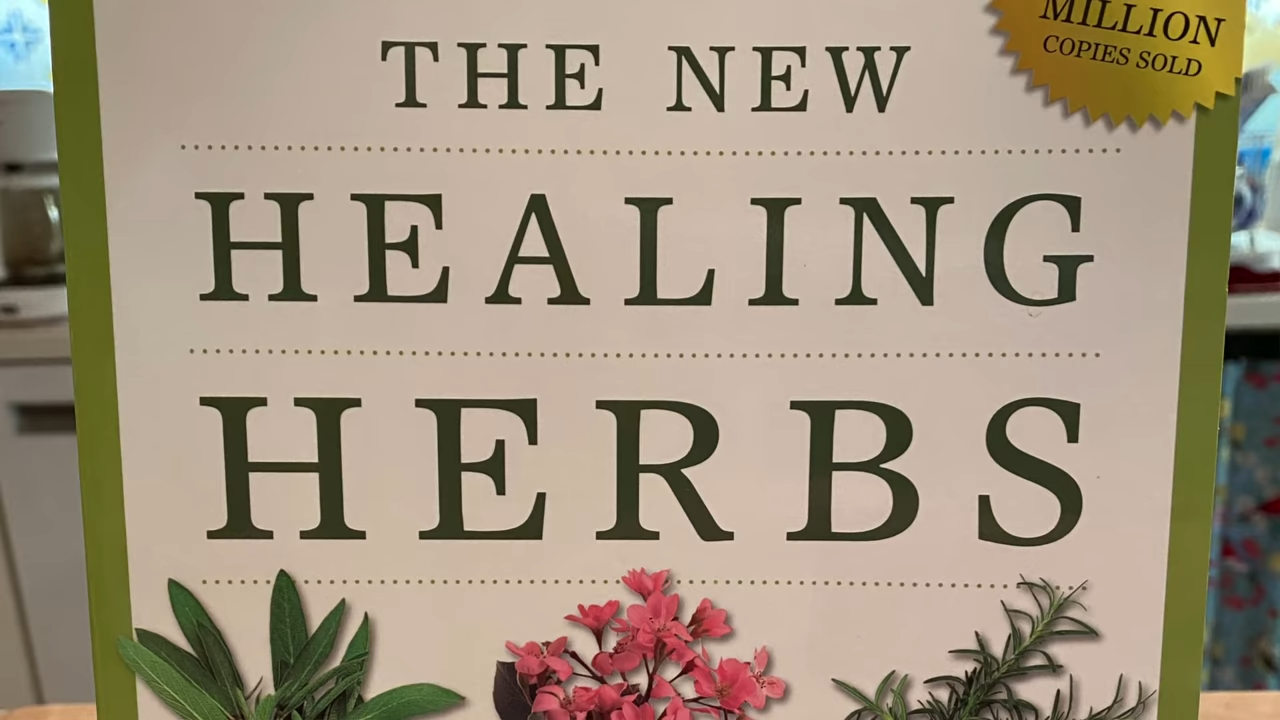 MILLION
COPIES SOLD
THE NEW
HEALING
HERBS